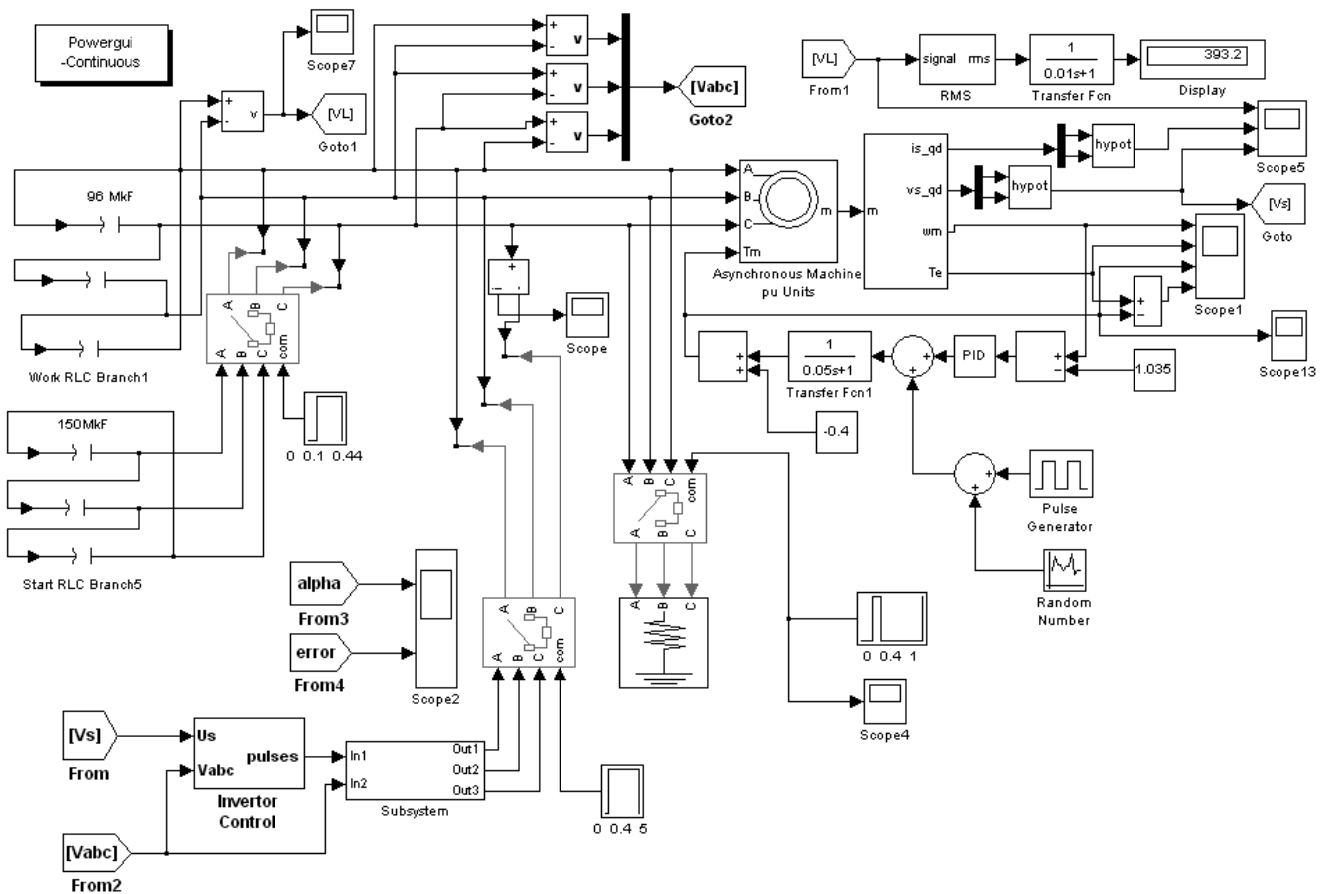 Powergui
-Continuous
Scope7
+
-
v
[VL]
Goto1
+
-
v
+
-
v
+
-
v
[Vabc]
Goto2
[VL]
From1
signal rms
RMS
1
0.01s+1
Transfer Fcn
393.2
Display
96 MkF
Work RLC Branch1
A B C
A B C com
0 0.1 0.44
150MkF
Start RLC Branch5
+
-
Scope
A
B
C
Tm
m
Asynchronous Machine
pu Units
m
is_qd
vs_qd
wm
Te
hypot
hypot
Scope5
[Vs]
Goto
Scope1
+
−
Scope13
+
+
1
0.05s+1
Transfer Fcn1
+
+
PID
+
−
1.035
-0.4
+
+
Pulse
Generator
Random
Number
A B C com
A B C
A B C
0 0.4 1
Scope4
alpha
From3
error
From4
Scope2
A B C
A B C com
0 0.4 5
[Vs]
From
Us
Vabc
pulses
Invertor
Control
In1
In2
Out1
Out2
Out3
Subsystem
[Vabc]
From2